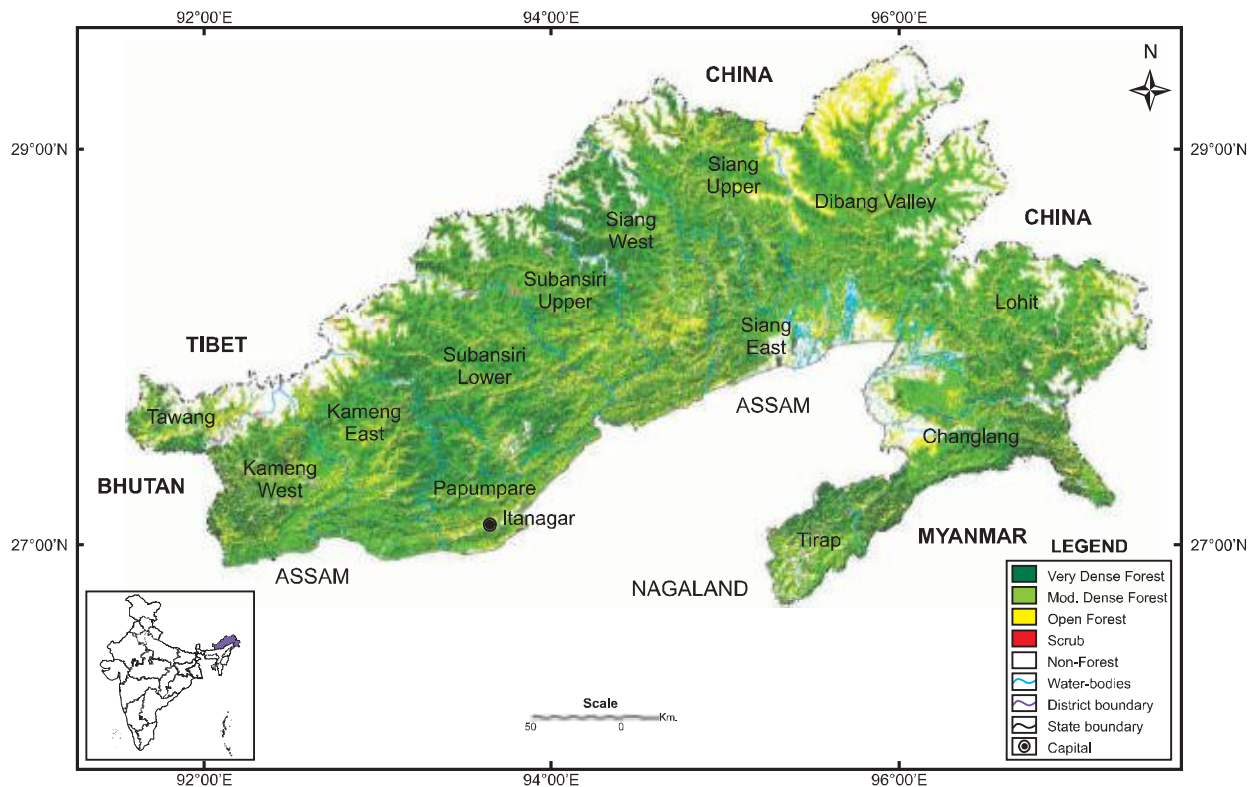 92°00'E
94°00'E
96°00'E
N
CHINA
29°00'N
29°00'N
Siang
Upper
Dibang Valley
CHINA
Siang
West
Subansiri
Upper
Lohit
Siang
East
TIBET
Subansiri
Lower
ASSAM
Tawang
Kameng
East
Changlang
BHUTAN
Kameng
West
Papumpare
Itanagar
Tirap
MYANMAR
27°00'N
27°00'N
ASSAM
NAGALAND
LEGEND
Very Dense Forest
Mod. Dense Forest
Open Forest
Scrub
Non-Forest
Water-bodies
District boundary
State boundary
Capital
Scale
50 0 Km.
92°00'E
94°00'E
96°00'E